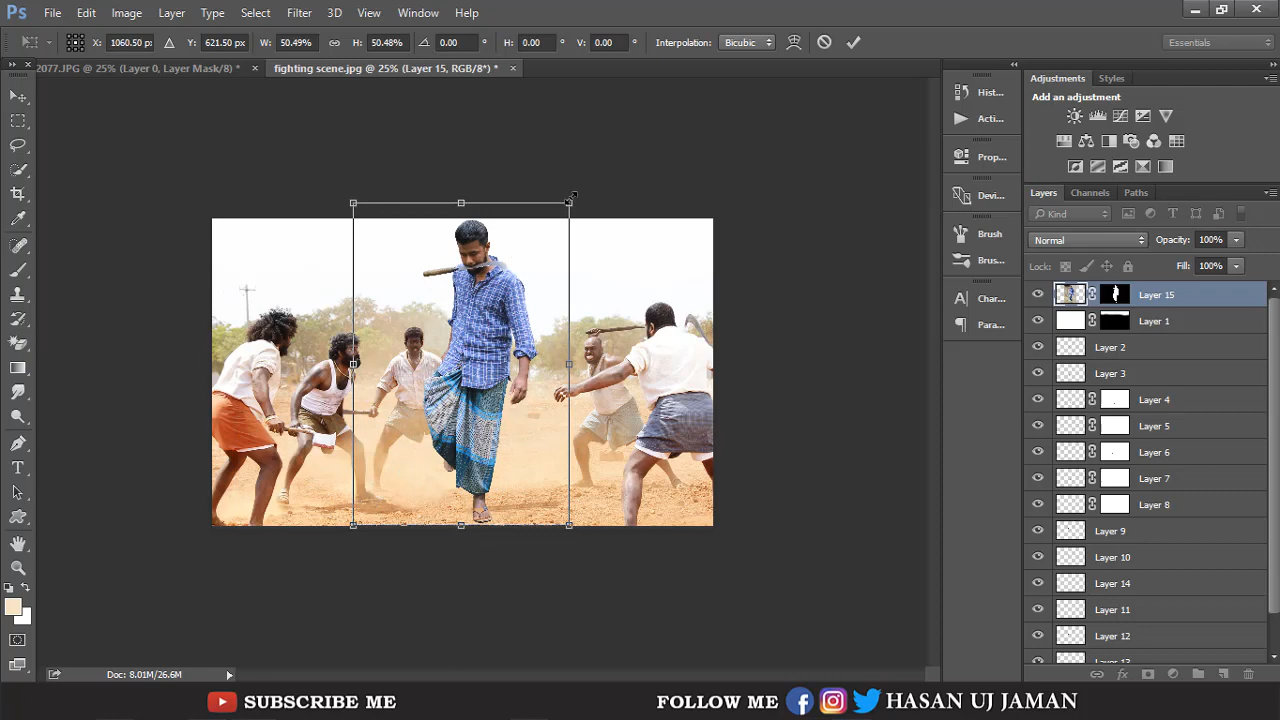 Ps File Edit Image Layer Type Select Filter 3D View Window Help
X: 1060.50 px Y: 621.50 px W: 50.49% H: 50.48% 0.00 ° H: 0.00 ° V: 0.00 ° Interpolation: Bicubic Essentials
2077.JPG @ 25% (Layer 0, Layer Mask/8) * × fighting scene.jpg @ 25% (Layer 15, RGB/8*) * ×
Hist...
Acti...
Prop...
Devi...
Brush
Brus...
Char...
Para...
Adjustments Styles
Add an adjustment
Layers Channels Paths
Kind
Normal Opacity: 100%
Lock: Fill: 100%
Layer 15
Layer 1
Layer 2
Layer 3
Layer 4
Layer 5
Layer 6
Layer 7
Layer 8
Layer 9
Layer 10
Layer 14
Layer 11
Layer 12
Layer 13
Doc: 8.01M/26.6M
SUBSCRIBE ME FOLLOW ME HASAN UJ JAMAN